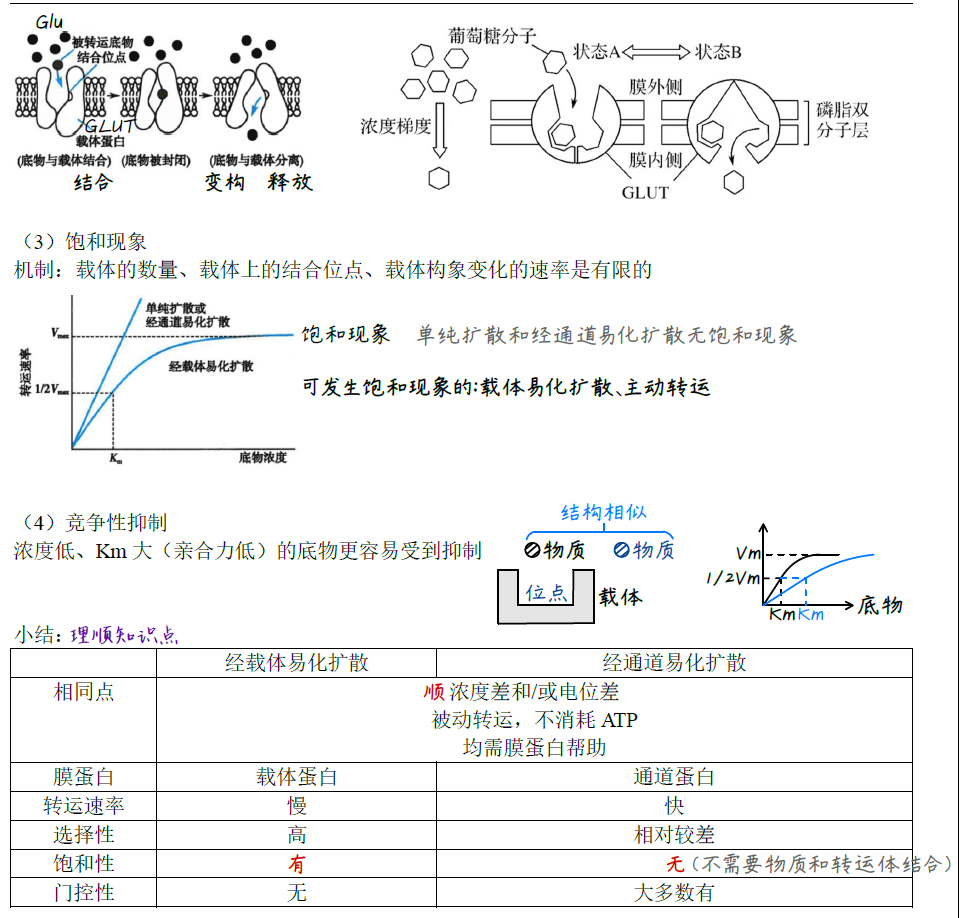 Glu
被转运底物
结合位点
GLUT
载体蛋白
(底物与载体结合) (底物被封闭) (底物与载体分离)
结合 变构 释放
葡萄糖分子
状态A 状态B
膜外侧
浓度梯度
磷脂双
分子层
膜内侧
GLUT
（3）饱和现象
机制：载体的数量、载体上的结合位点、载体构象变化的速率是有限的
单纯扩散或
经通道易化扩散
Vmax
经载体易化扩散
转运速率
1/2Vmax
Km
底物浓度
饱和现象 单纯扩散和经通道易化扩散无饱和现象
可发生饱和现象的:载体易化扩散、主动转运
（4）竞争性抑制
浓度低、Km 大（亲合力低）的底物更容易受到抑制
结构相似
物质 物质
位点 载体
Vm
1/2Vm
Km Km
底物
小结：理顺知识点
经载体易化扩散 经通道易化扩散
相同点 顺浓度差和/或电位差
被动转运，不消耗 ATP
均需膜蛋白帮助
膜蛋白 载体蛋白 通道蛋白
转运速率 慢 快
选择性 高 相对较差
饱和性 有 无(不需要物质和转运体结合)
门控性 无 大多数有